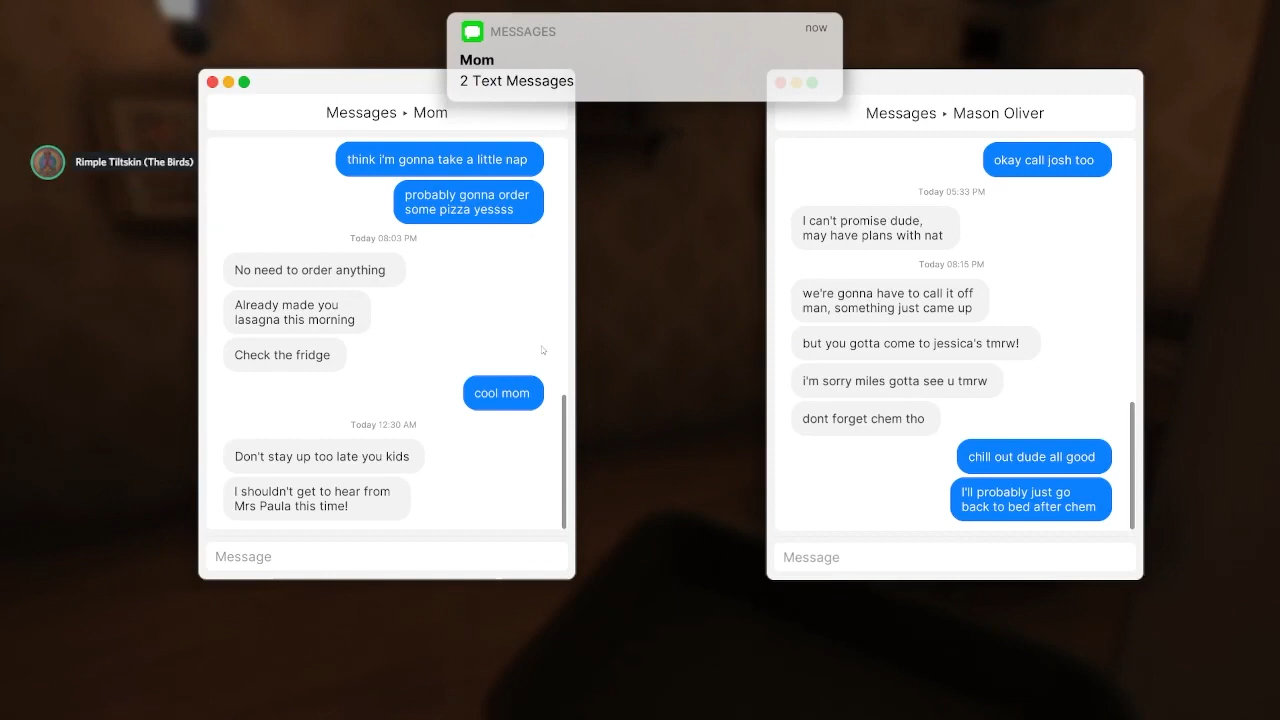 MESSAGES
now
Mom
2 Text Messages
Messages ‣ Mom
think i'm gonna take a little nap
probably gonna order
some pizza yessss
Today 08:03 PM
No need to order anything
Already made you
lasagna this morning
Check the fridge
cool mom
Today 12:30 AM
Don't stay up too late you kids
I shouldn't get to hear from
Mrs Paula this time!
Message
Messages ‣ Mason Oliver
okay call josh too
Today 05:33 PM
I can't promise dude,
may have plans with nat
Today 08:15 PM
we're gonna have to call it off
man, something just came up
but you gotta come to jessica's tmrw!
i'm sorry miles gotta see u tmrw
dont forget chem tho
chill out dude all good
I'll probably just go
back to bed after chem
Message
Rimple Tiltskin (The Birds)